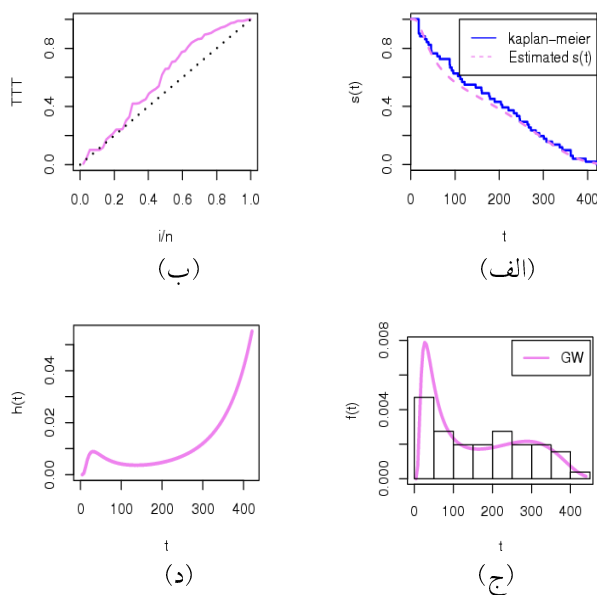 TTT
0.0 0.4 0.8
0.0 0.2 0.4 0.6 0.8 1.0
i/n
(ب)
s(t)
0.0 0.4 0.8
kaplan−meier
Estimated s(t)
0 100 200 300 400
t
(الف)
h(t)
0.00 0.02 0.04
0 100 200 300 400
t
(د)
f(t)
0.000 0.004 0.008
GW
0 100 200 300 400
t
(ج)